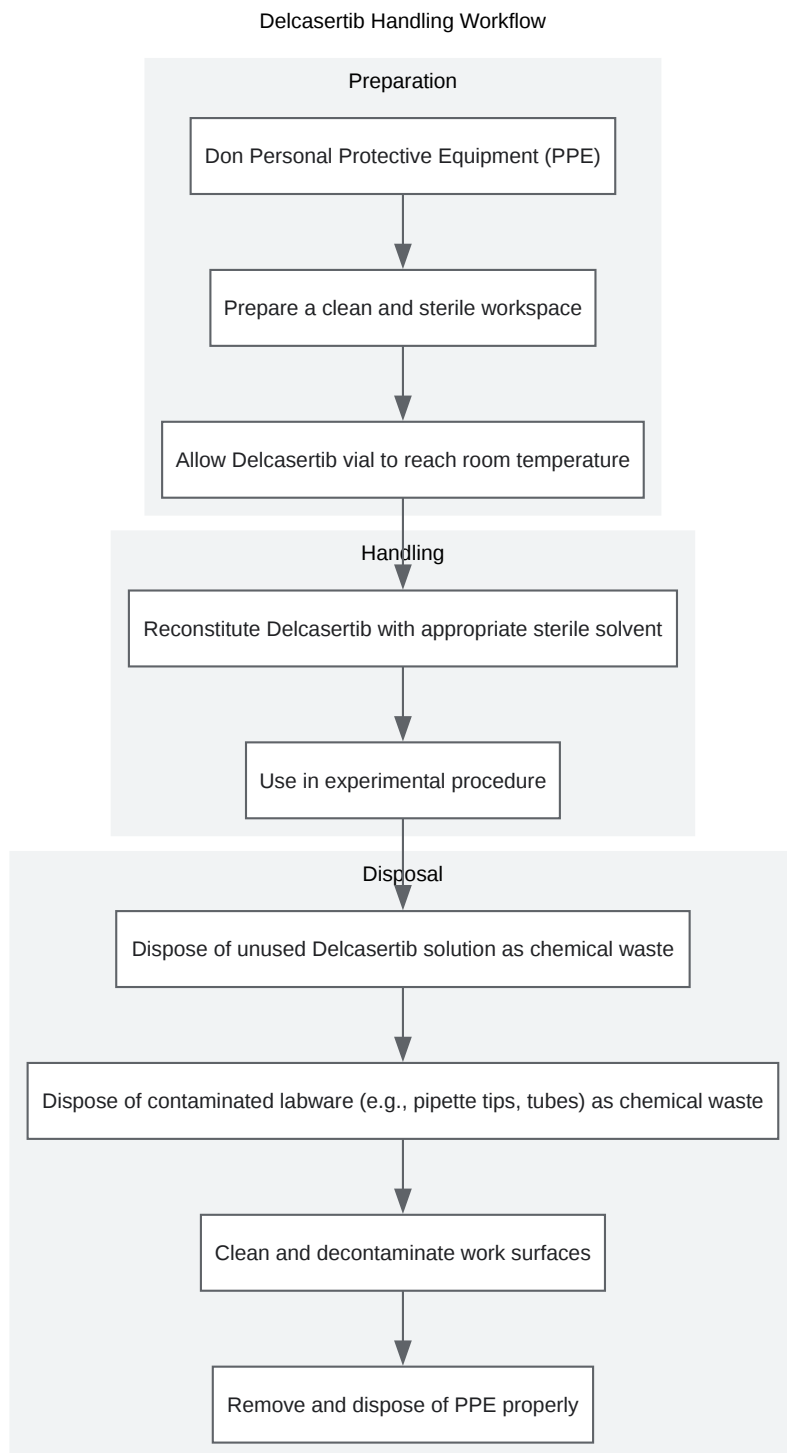 Delcasertib Handling Workflow
Preparation
Don Personal Protective Equipment (PPE)
Prepare a clean and sterile workspace
Allow Delcasertib vial to reach room temperature
Handling
Reconstitute Delcasertib with appropriate sterile solvent
Use in experimental procedure
Disposal
Dispose of unused Delcasertib solution as chemical waste
Dispose of contaminated labware (e.g., pipette tips, tubes) as chemical waste
Clean and decontaminate work surfaces
Remove and dispose of PPE properly